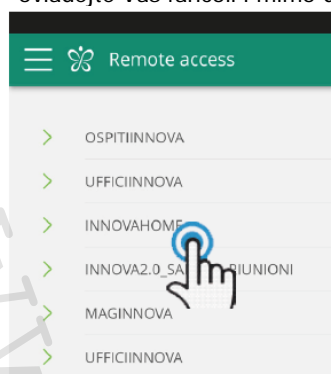 Remote access
OSPITIINNOVA
UFFICIINNOVA
INNOVAHOME
INNOVA2.0_SA RIUNIONI
MAGINNOVA
UFFICIINNOVA